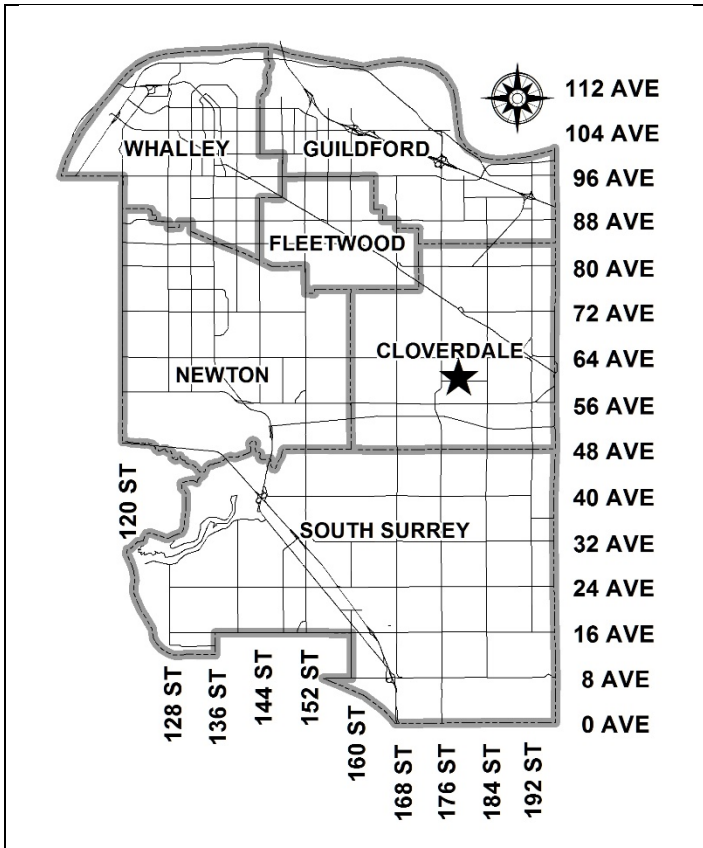 112 AVE
104 AVE
WHALLEY
GUILDFORD
96 AVE
88 AVE
FLEETWOOD
80 AVE
72 AVE
CLOVERDALE
64 AVE
NEWTON
56 AVE
48 AVE
120 ST
40 AVE
SOUTH SURREY
32 AVE
24 AVE
16 AVE
128 ST
136 ST
144 ST
152 ST
8 AVE
160 ST
0 AVE
168 ST
176 ST
184 ST
192 ST